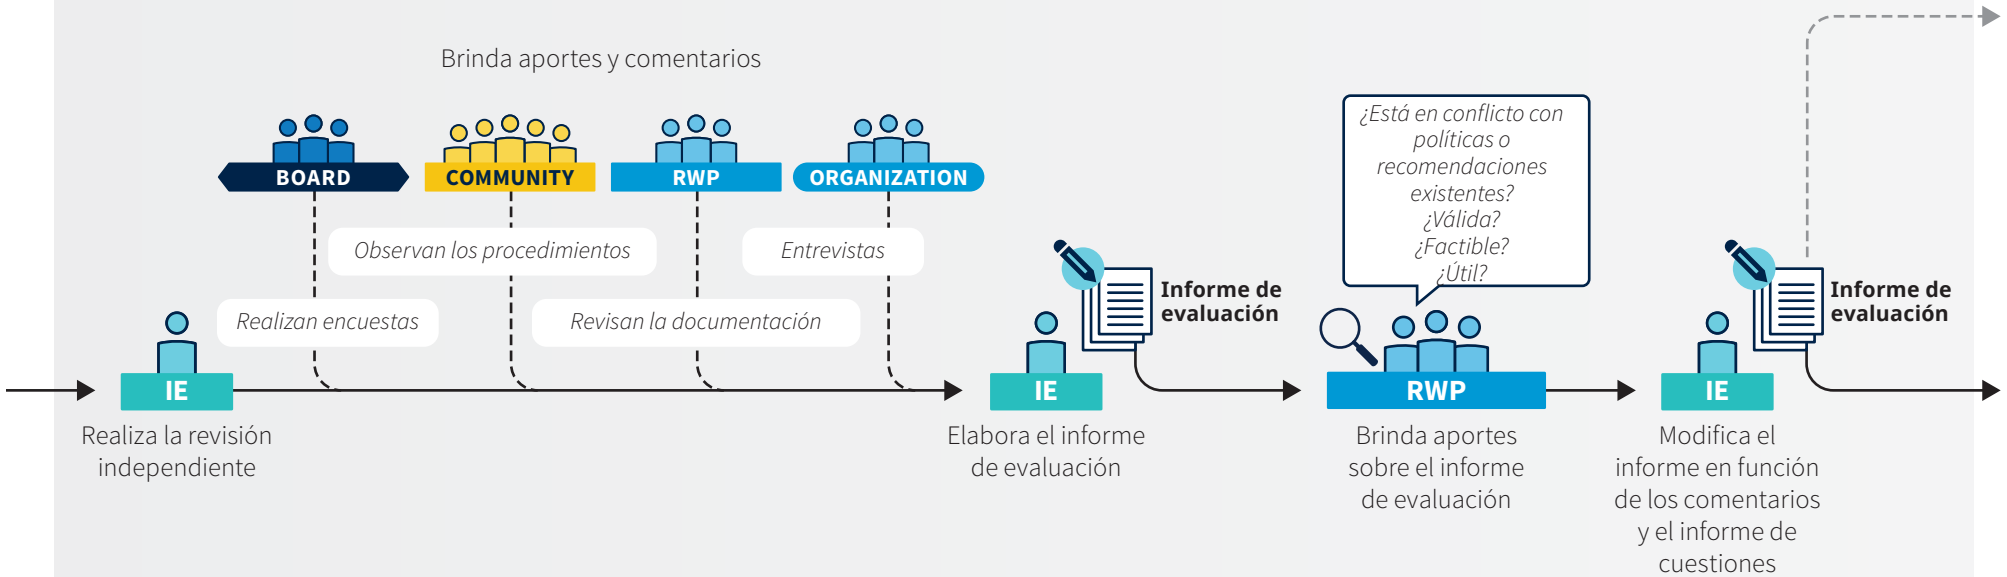 Brinda aportes y comentarios
BOARD
COMMUNITY
RWP
ORGANIZATION
Observan los procedimientos
Entrevistas
Realizan encuestas
Revisan la documentación
IE
Realiza la revisión
independiente
IE
Elabora el informe
de evaluación
Informe de
evaluación
¿Está en conflicto con
políticas o
recomendaciones
existentes?
¿Válida?
¿Factible?
¿Útil?
RWP
Brinda aportes
sobre el informe
de evaluación
IE
Modifica el
informe en función
de los comentarios
y el informe de
cuestiones
Informe de
evaluación